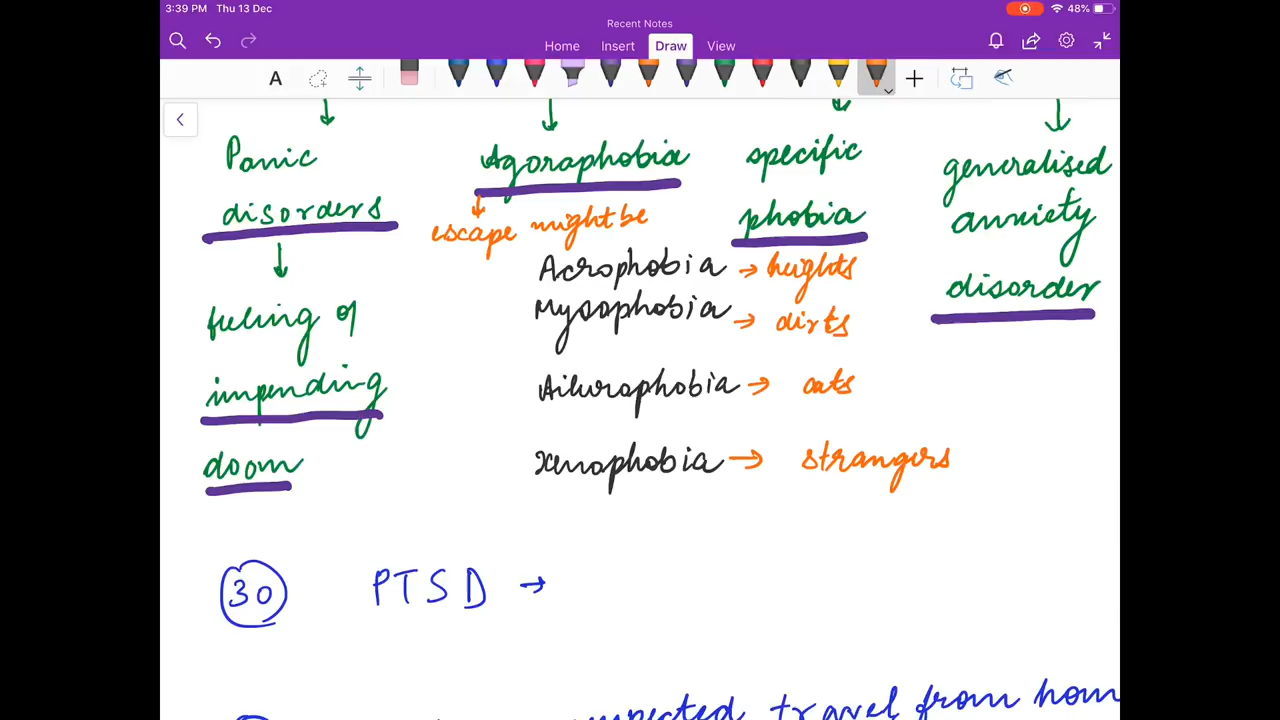 3:39 PM Thu 13 Dec
48%
Recent Notes
Home Insert Draw View
A
Panic
disorders
feeling of
impending
doom
Agoraphobia
escape might be
specific
phobia
generalised
anxiety
disorder
Acrophobia → heights
Mysophobia → dirts
Ailurophobia → cats
Xenophobia → strangers
30 PTSD →
travel from hom